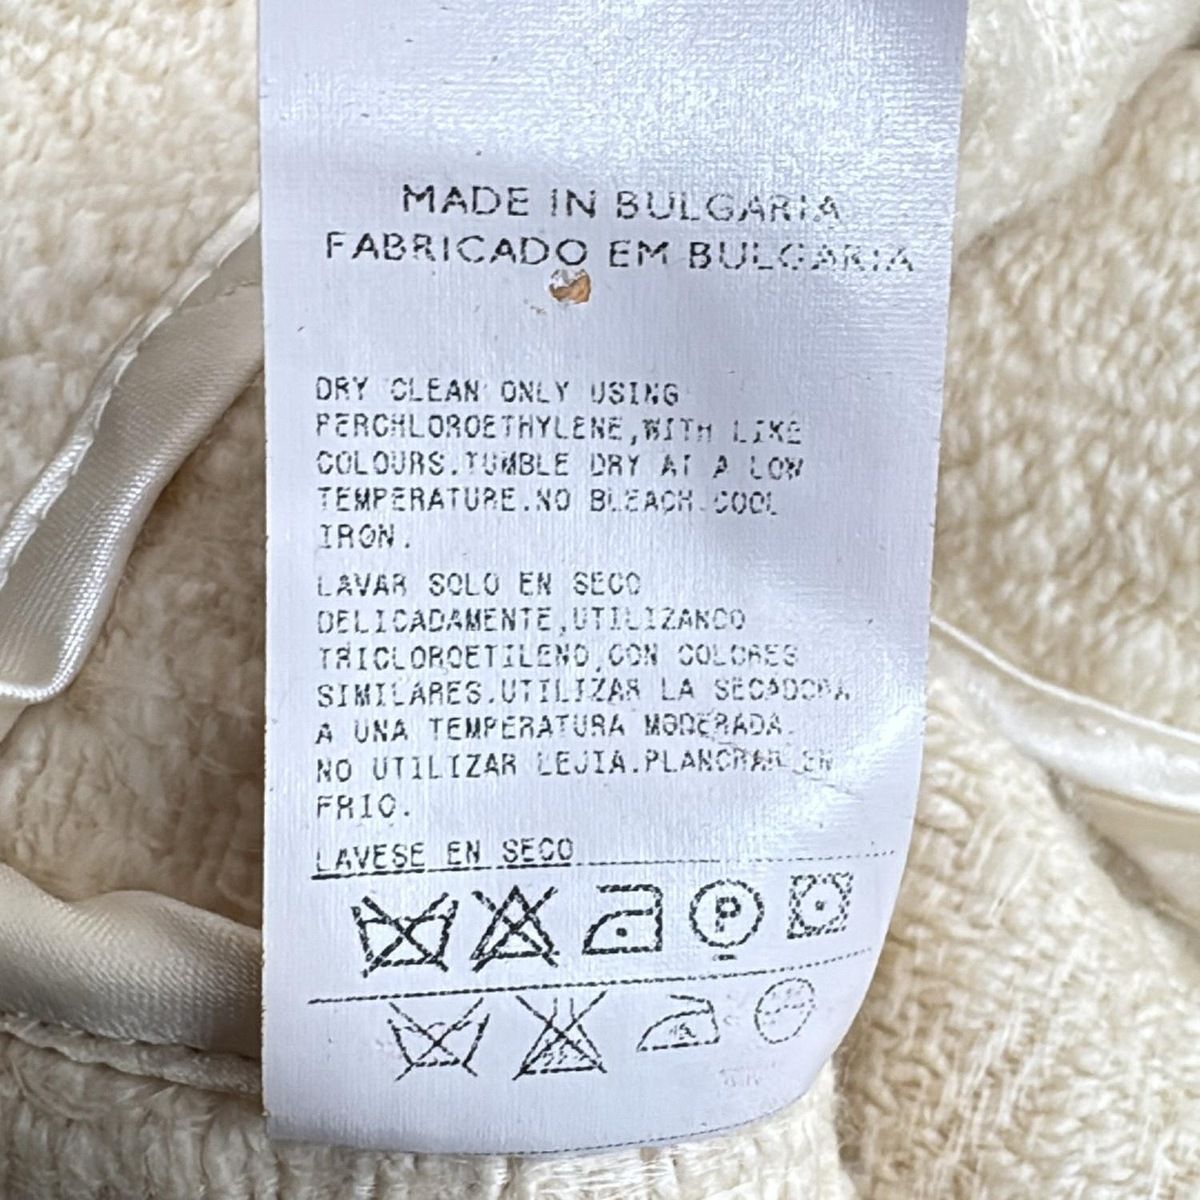 MADE IN BULGARIA
FABRICADO EM BULGARIA
DRY CLEAN ONLY USING
PERCHLOROETHYLENE,WITH LIKE
COLOURS.TUMBLE DRY AT A LOW
TEMPERATURE.NO BLEACH.COOL
IRON.
LAVAR SOLO EN SECO
DELICADAMENTE,UTILIZANDO
TRICLOROETILENO,CON COLORES
SIMILARES.UTILIZAR LA SECADORA
A UNA TEMPERATURA MODERADA.
NO UTILIZAR LEJIA.PLANCHAR EN
FRIO.
LAVESE EN SECO
P